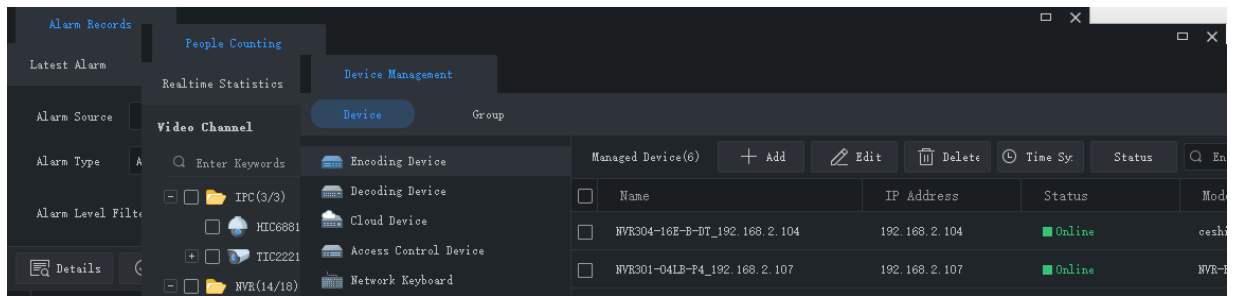 Alarm Records
Latest Alarm
Alarm Source
Alarm Type
Alarm Level
Details
People Counting
Realtime Statistics
Video Channel
Enter Keywords
IPC(3/3)
HIC6881
TIC2221
NVR(14/18)
Device Management
Device Group
Encoding Device
Decoding Device
Cloud Device
Access Control Device
Network Keyboard
Managed Device(6) Add Edit Delete Time Sy. Status
Name IP Address Status
NVR304-16E-B-DT_192.168.2.104 192.168.2.104 Online ceshi
NVR301-04LB-P4_192.168.2.107 192.168.2.107 Online